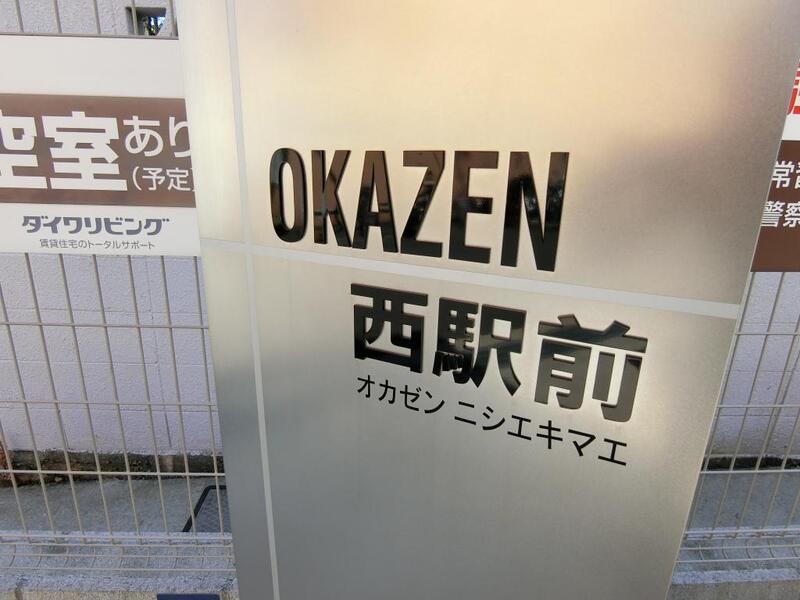 空室あり
(予定)
ダイワリビング
賃貸住宅のトータルサポート
OKAZEN
西駅前
オカゼン ニシエキマエ
警察